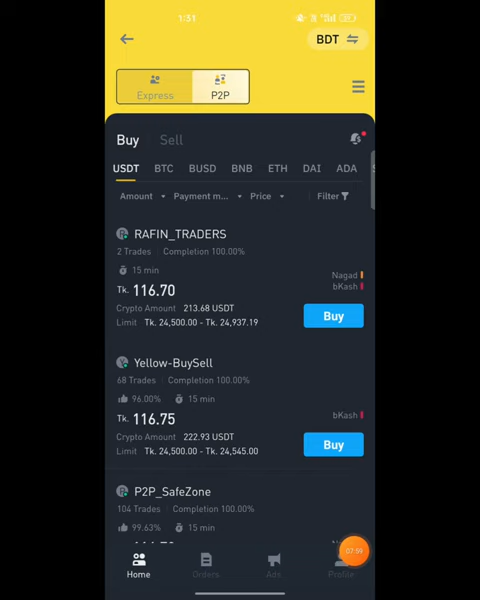 1:51
BDT
Express
P2P
Buy Sell
USDT BTC BUSD BNB ETH DAI ADA
Amount Payment m... Price Filter
RAFIN_TRADERS
2 Trades Completion 100.00%
15 min
Nagad
bKash
Tk. 116.70
Crypto Amount 213.68 USDT
Limit Tk. 24,500.00 - Tk. 24,937.19
Buy
Yellow-BuySell
68 Trades Completion 100.00%
96.00% 15 min
bKash
Tk. 116.75
Crypto Amount 222.93 USDT
Limit Tk. 24,500.00 - Tk. 24,545.00
Buy
P2P_SafeZone
104 Trades Completion 100.00%
99.63% 15 min
07:59
Home Orders Ads Profile